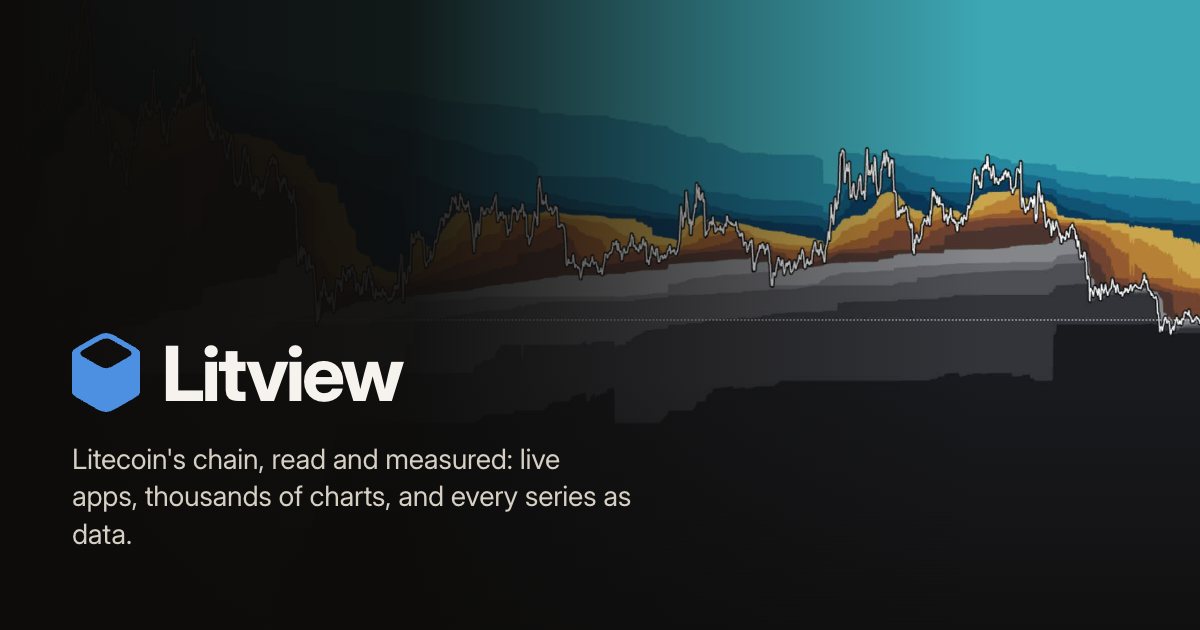 Litview
Litecoin's chain, read and measured: live
apps, thousands of charts, and every series as
data.